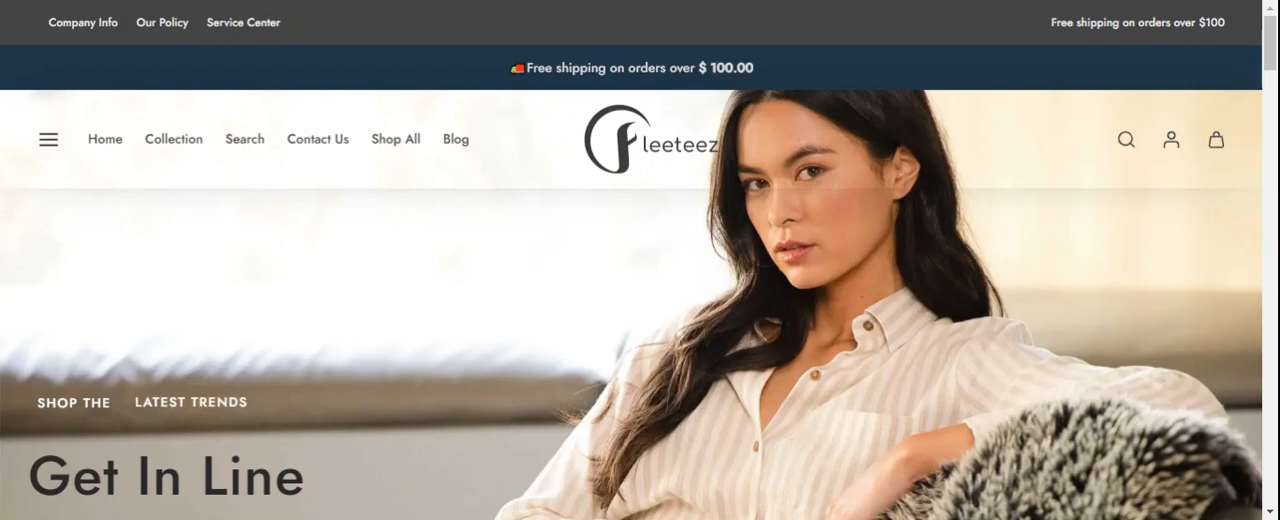 Company Info Our Policy Service Center Free shipping on orders over $100
Free shipping on orders over $ 100.00
Home Collection Search Contact Us Shop All Blog
fleeteez
SHOP THE LATEST TRENDS
Get In Line